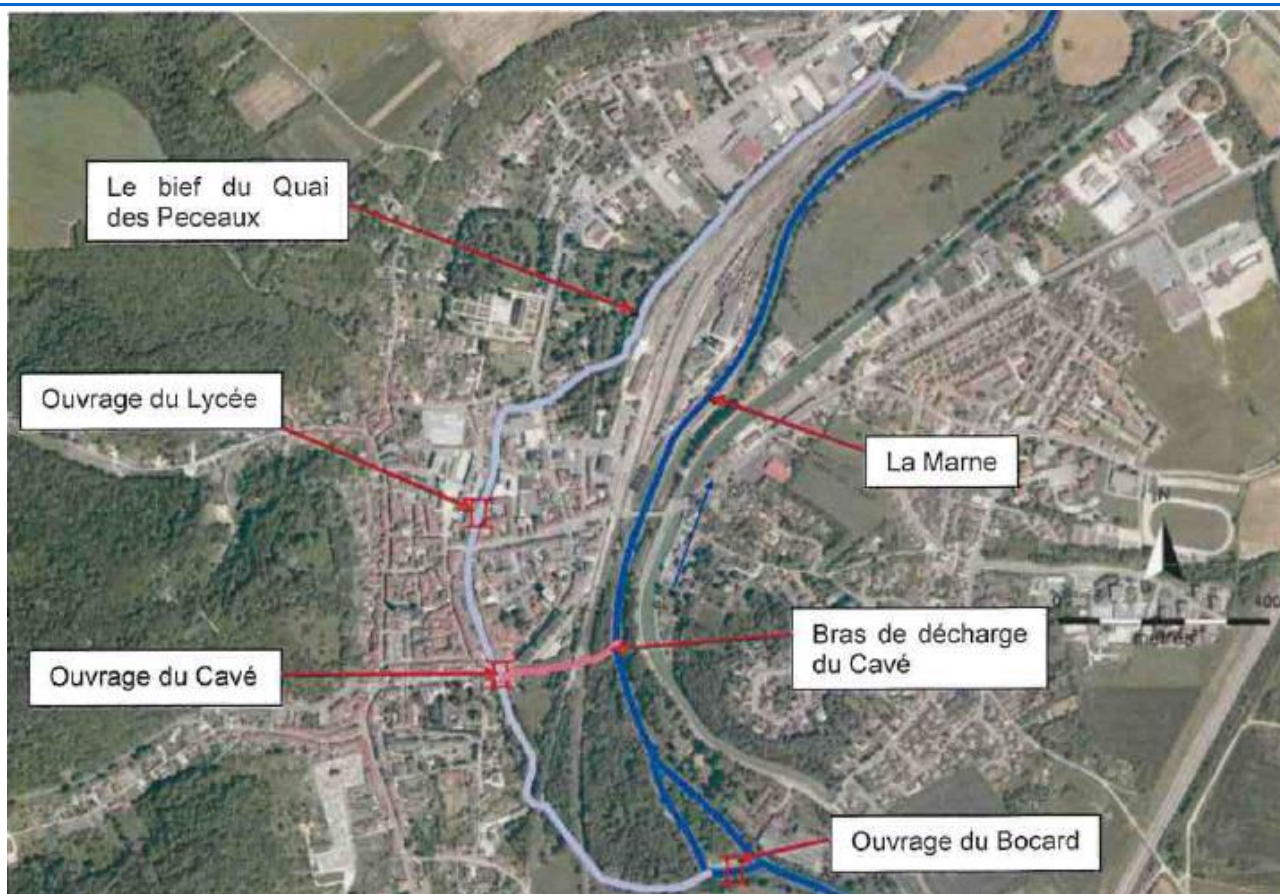 Le bief du Quai
des Peceaux
Ouvrage du Lycée
La Marne
N
0
400
Bras de décharge
du Cavé
Ouvrage du Cavé
Ouvrage du Bocard